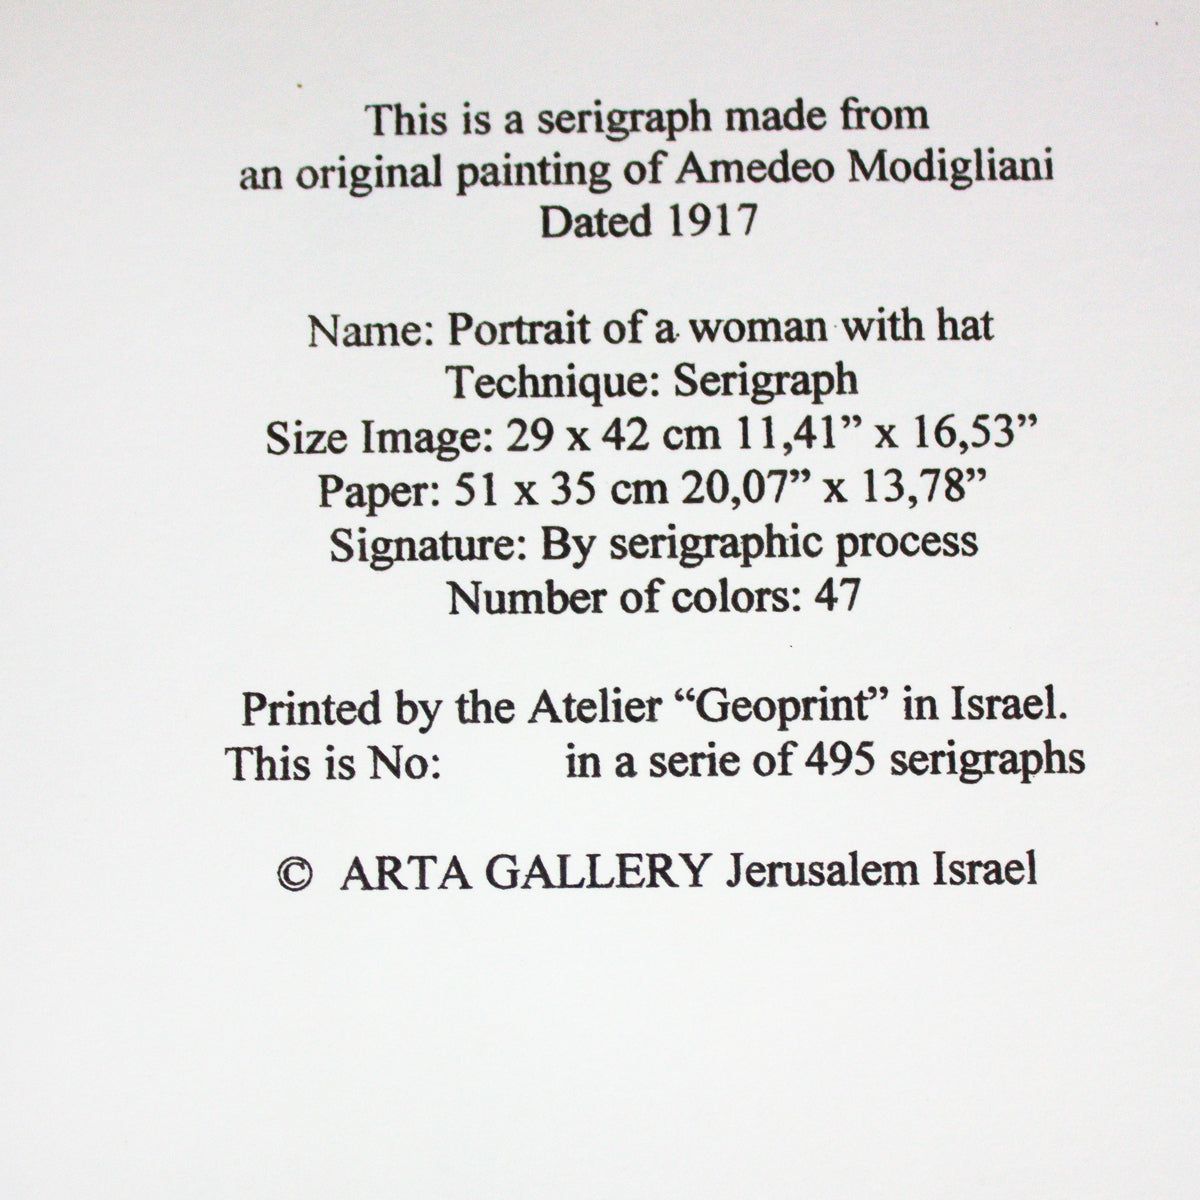 This is a serigraph made from
an original painting of Amedeo Modigliani
Dated 1917
Name: Portrait of a woman with hat
Technique: Serigraph
Size Image: 29 x 42 cm 11,41” x 16,53”
Paper: 51 x 35 cm 20,07” x 13,78”
Signature: By serigraphic process
Number of colors: 47
Printed by the Atelier “Geoprint” in Israel.
This is No: in a serie of 495 serigraphs
© ARTA GALLERY Jerusalem Israel